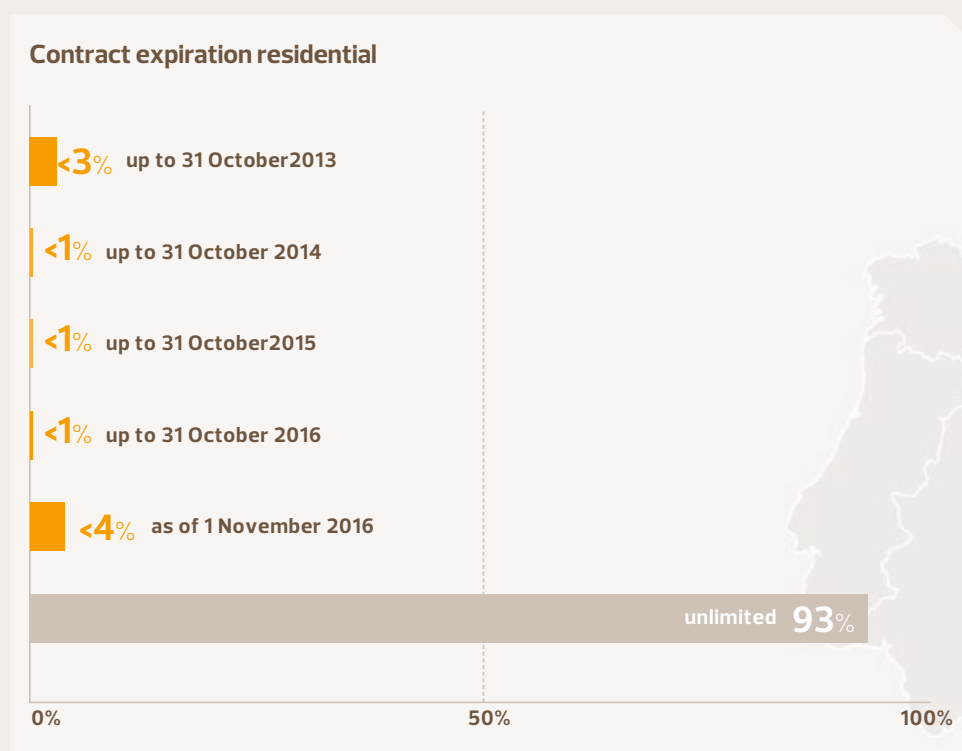 Contract expiration residential
<3% up to 31 October2013
<1% up to 31 October 2014
<1% up to 31 October2015
<1% up to 31 October 2016
<4% as of 1 November 2016
unlimited 93%
0% 50% 100%